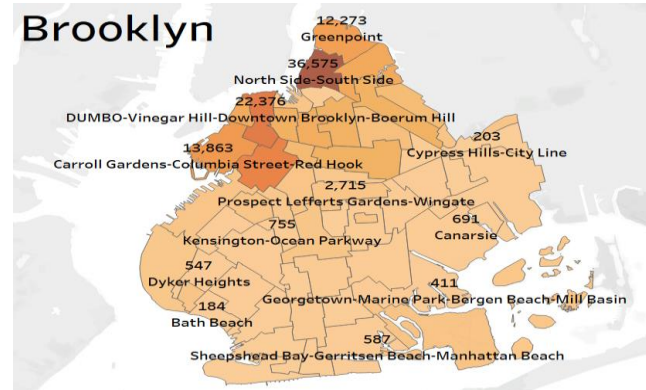 Brooklyn
12,273
Greenpoint
36,575
North Side-South Side
22,376
DUMBO-Vinegar Hill-Downtown Brooklyn-Boerum Hill
203
Cypress Hills-City Line
13,863
Carroll Gardens-Columbia Street-Red Hook
2,715
Prospect Lefferts Gardens-Wingate
755
Kensington-Ocean Parkway
691
Canarsie
547
Dyker Heights
411
Georgetown-Marine Park-Bergen Beach-Mill Basin
184
Bath Beach
587
Sheepshead Bay-Gerritsen Beach-Manhattan Beach